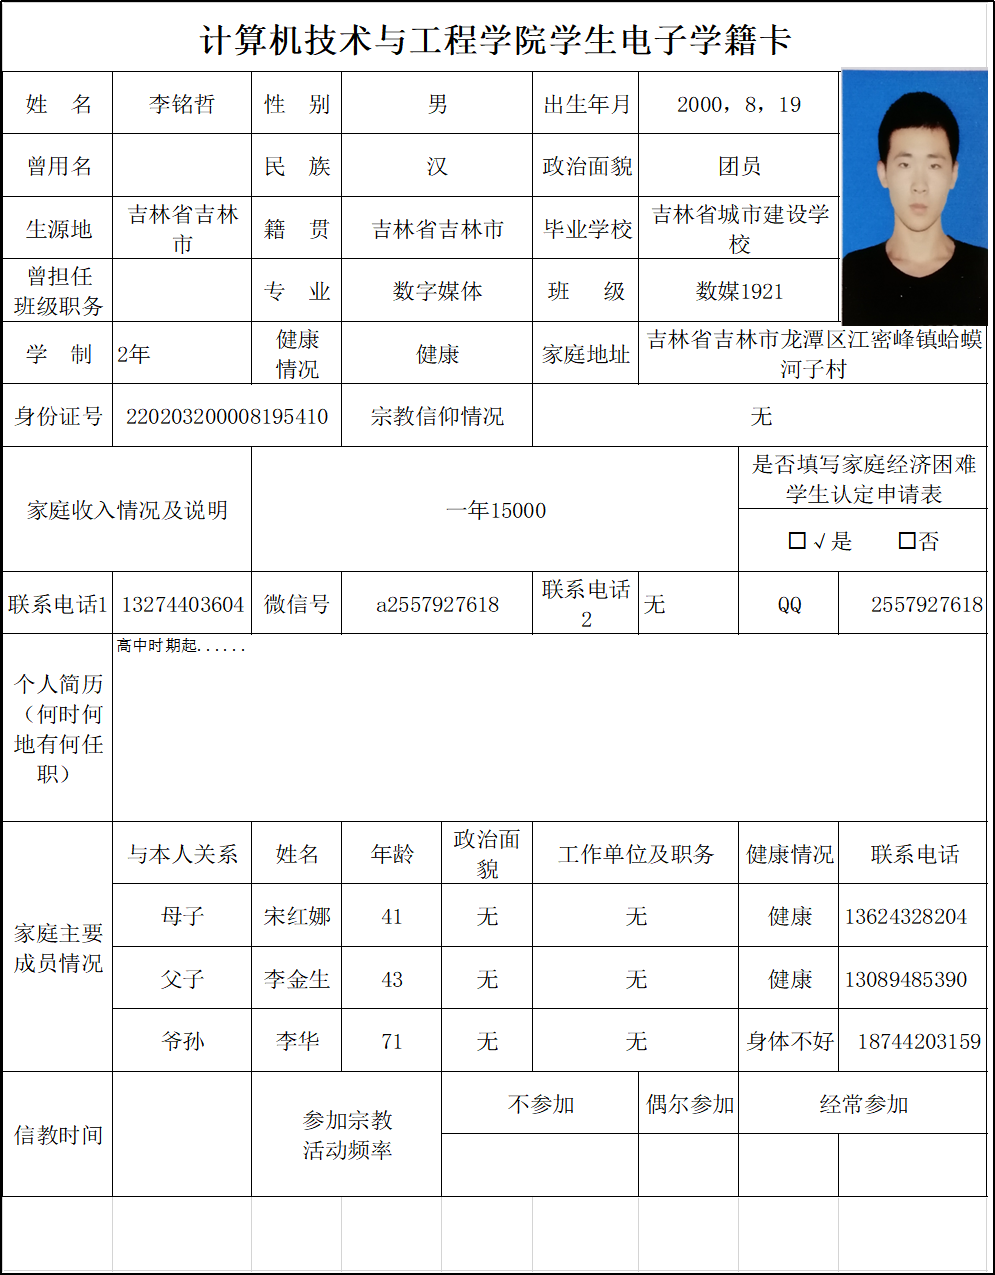 计算机技术与工程学院学生电子学籍卡
姓 名 李铭哲 性 别 男 出生年月 2000，8，19
曾用名 民 族 汉 政治面貌 团员
生源地 吉林省吉林市 籍 贯 吉林省吉林市 毕业学校 吉林省城市建设学校
曾担任班级职务 专 业 数字媒体 班 级 数媒1921
学 制 2年 健康情况 健康 家庭地址 吉林省吉林市龙潭区江密峰镇蛤蟆河子村
身份证号 220203200008195410 宗教信仰情况 无
家庭收入情况及说明 一年15000 是否填写家庭经济困难学生认定申请表
□√是 □否
联系电话1 13274403604 微信号 a2557927618 联系电话2 无 QQ 2557927618
个人简历（何时何地有何任职） 高中时期起......
家庭主要成员情况 与本人关系 姓名 年龄 政治面貌 工作单位及职务 健康情况 联系电话
母子 宋红娜 41 无 无 健康 13624328204
父子 李金生 43 无 无 健康 13089485390
爷孙 李华 71 无 无 身体不好 18744203159
信教时间 参加宗教活动频率 不参加 偶尔参加 经常参加